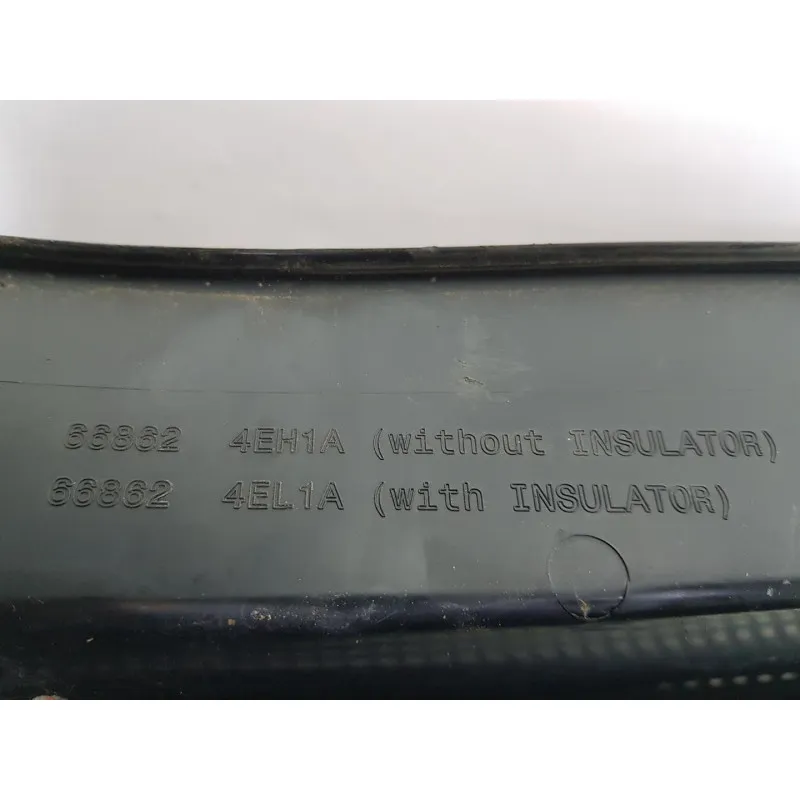 66862 4EH1A (without INSULATOR)
66862 4EL1A (with INSULATOR)